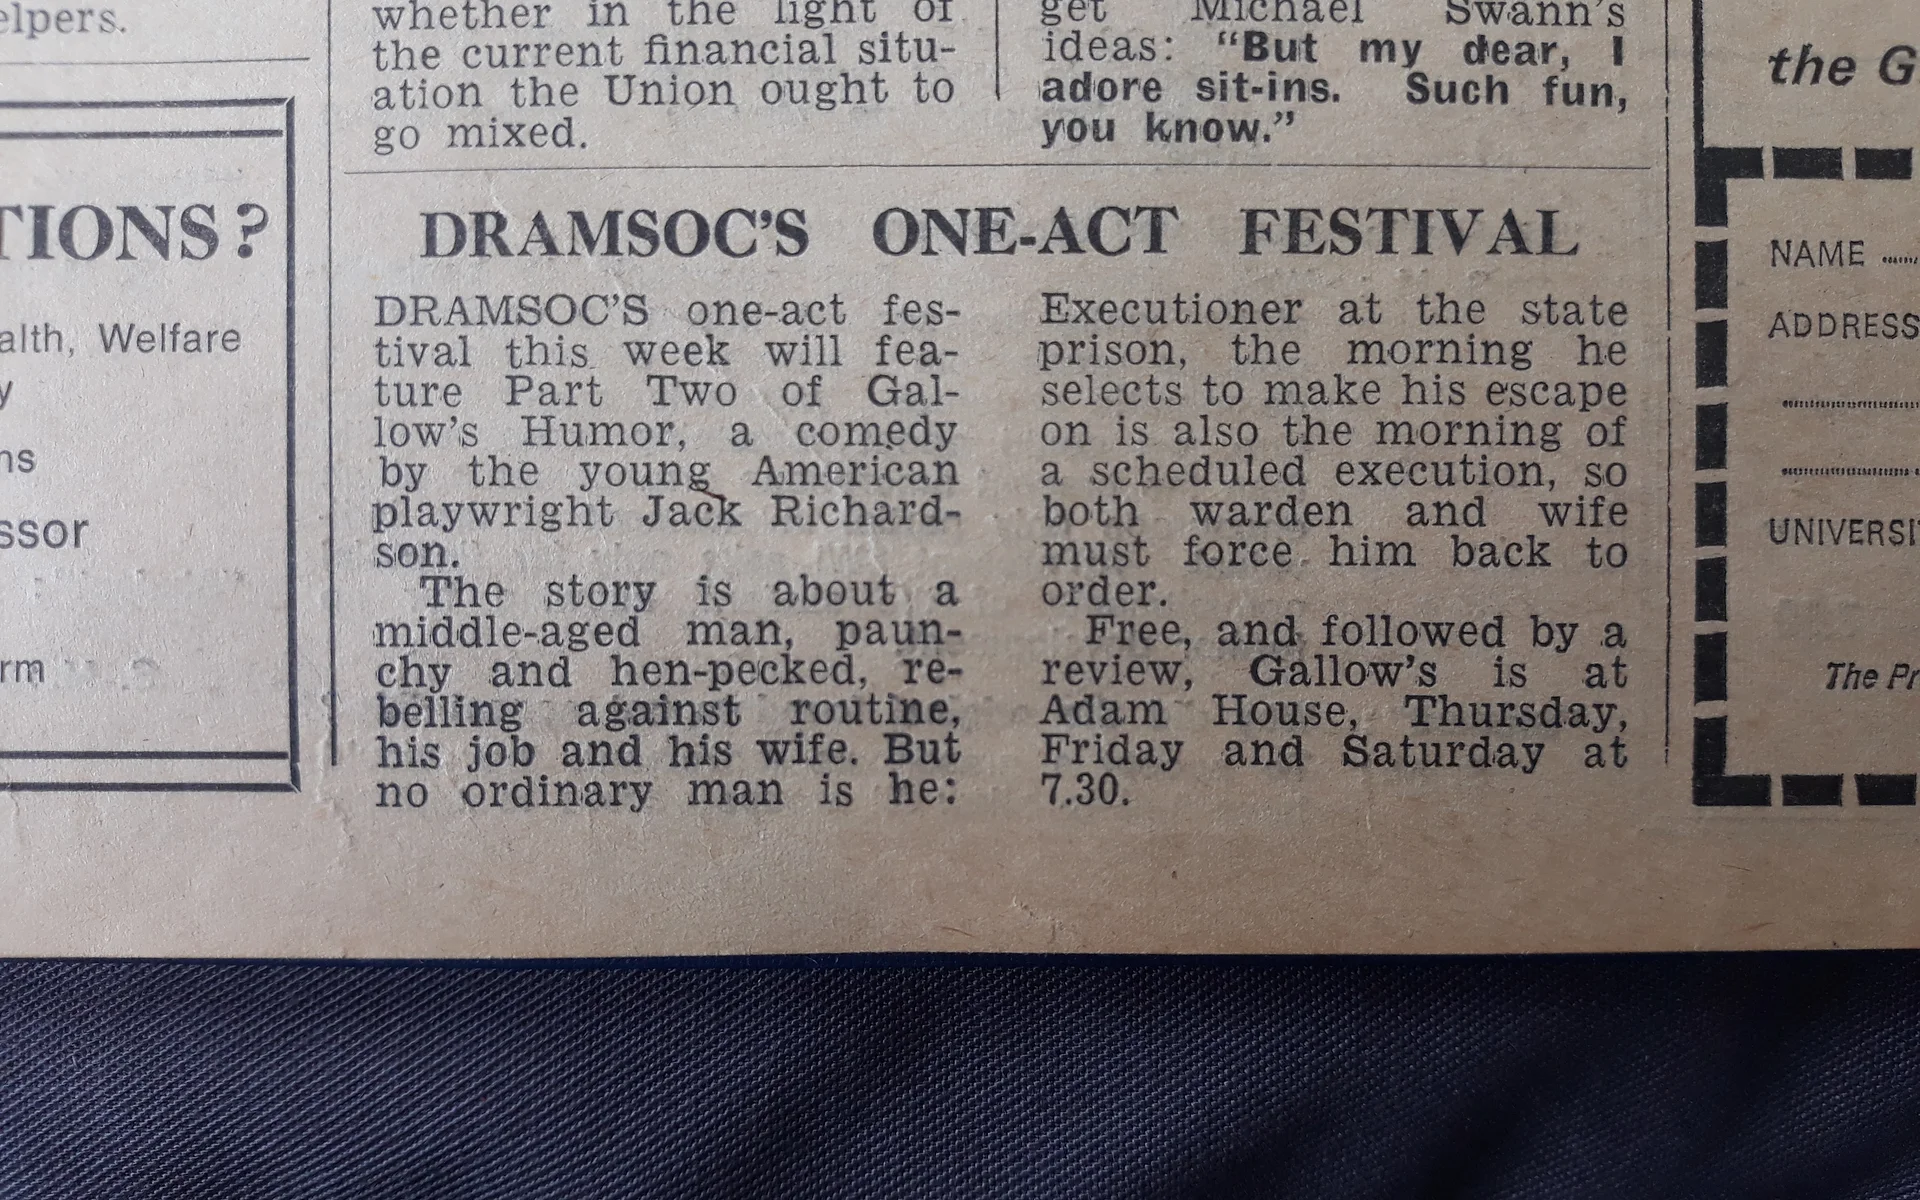 elpers.
TIONS?
alth, Welfare
y
ns
ssor
rm
whether in the light of
the current financial situ-
ation the Union ought to
go mixed.
get Michael Swann's
ideas: "But my dear, I
adore sit-ins. Such fun,
you know."
DRAMSOC'S ONE-ACT FESTIVAL
DRAMSOC'S one-act fes-
tival this week will fea-
ture Part Two of Gal-
low's Humor, a comedy
by the young American
playwright Jack Richard-
son.
The story is about a
middle-aged man, paun-
chy and hen-pecked, re-
belling against routine,
his job and his wife. But
no ordinary man is he:
Executioner at the state
prison, the morning he
selects to make his escape
on is also the morning of
a scheduled execution, so
both warden and wife
must force him back to
order.
Free, and followed by a
review, Gallow's is at
Adam House, Thursday,
Friday and Saturday at
7.30.
the G
NAME
ADDRESS
UNIVERSI
The Pr